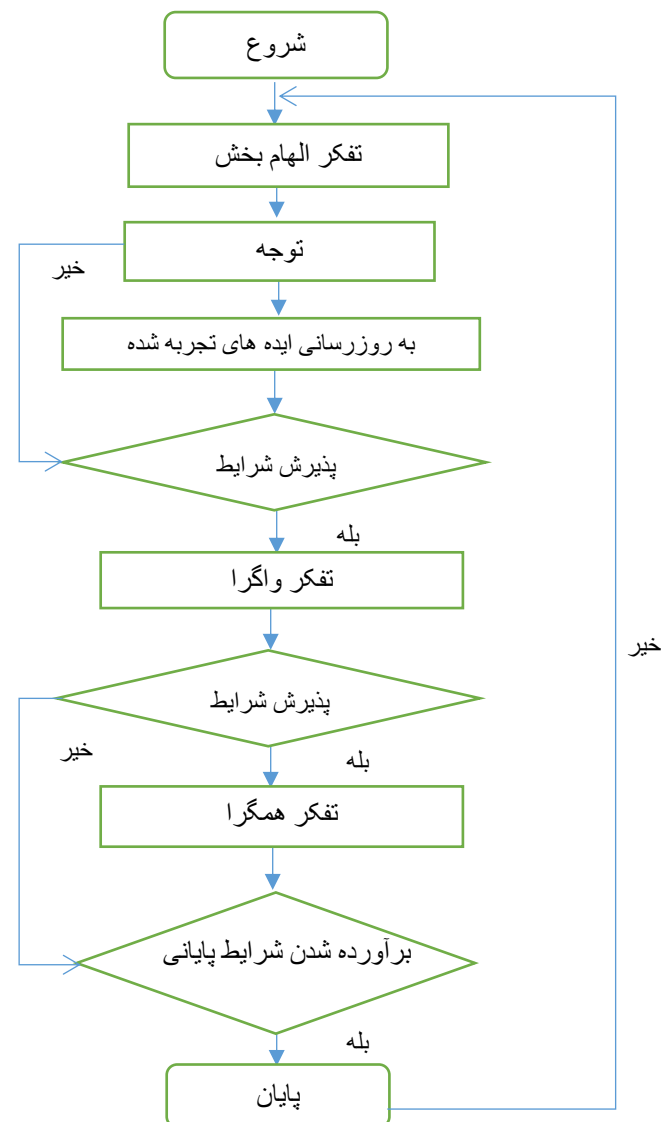 شروع
تفکر الهام بخش
توجه
خیر
به روزرسانی ایده های تجربه شده
پذیرش شرایط
بله
تفکر واگرا
خیر
پذیرش شرایط
خیر
بله
تفکر همگرا
برآورده شدن شرایط پایانی
بله
پایان